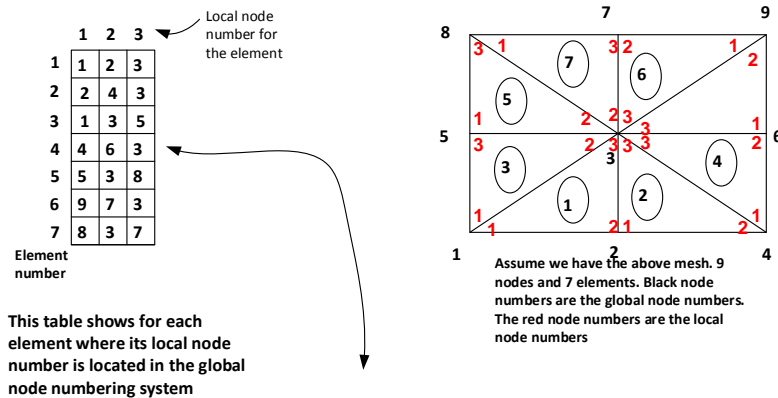 Local node
number for
the element
1 2 3
1 1 2 3
2 2 4 3
3 1 3 5
4 4 6 3
5 5 3 8
6 9 7 3
7 8 3 7
Element
number
This table shows for each
element where its local node
number is located in the global
node numbering system
7 9
8 3 1 3 2 1 2
7 6
5
1 2 2 3 3 1
5 6
3 2 3 3 3 3 2
3
3 4
1 2
1 1 2 1 2 1
1 2 4
Assume we have the above mesh. 9
nodes and 7 elements. Black node
numbers are the global node numbers.
The red node numbers are the local
node numbers